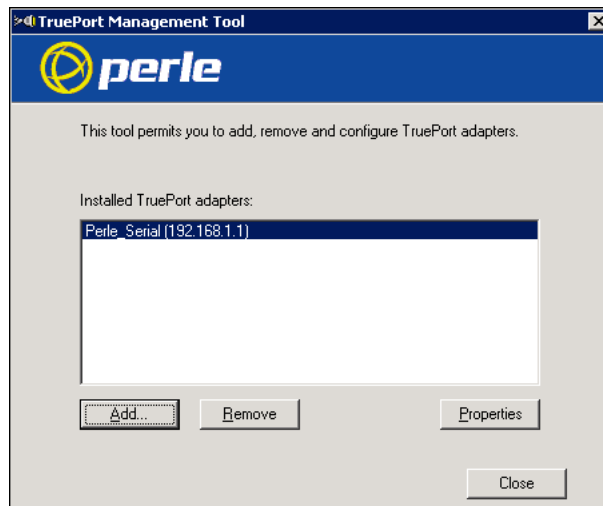 TruePort Management Tool
perle
This tool permits you to add, remove and configure TruePort adapters.
Installed TruePort adapters:
Perle_Serial (192.168.1.1)
Add... Remove Properties
Close